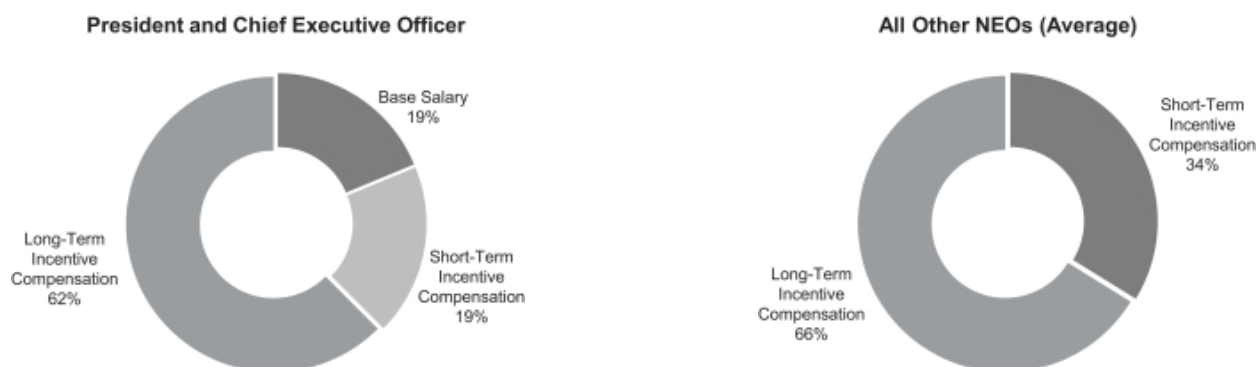 President and Chief Executive Officer
Base Salary
19%
Short-Term
Incentive
Compensation
19%
Long-Term
Incentive
Compensation
62%
All Other NEOs (Average)
Short-Term
Incentive
Compensation
34%
Long-Term
Incentive
Compensation
66%